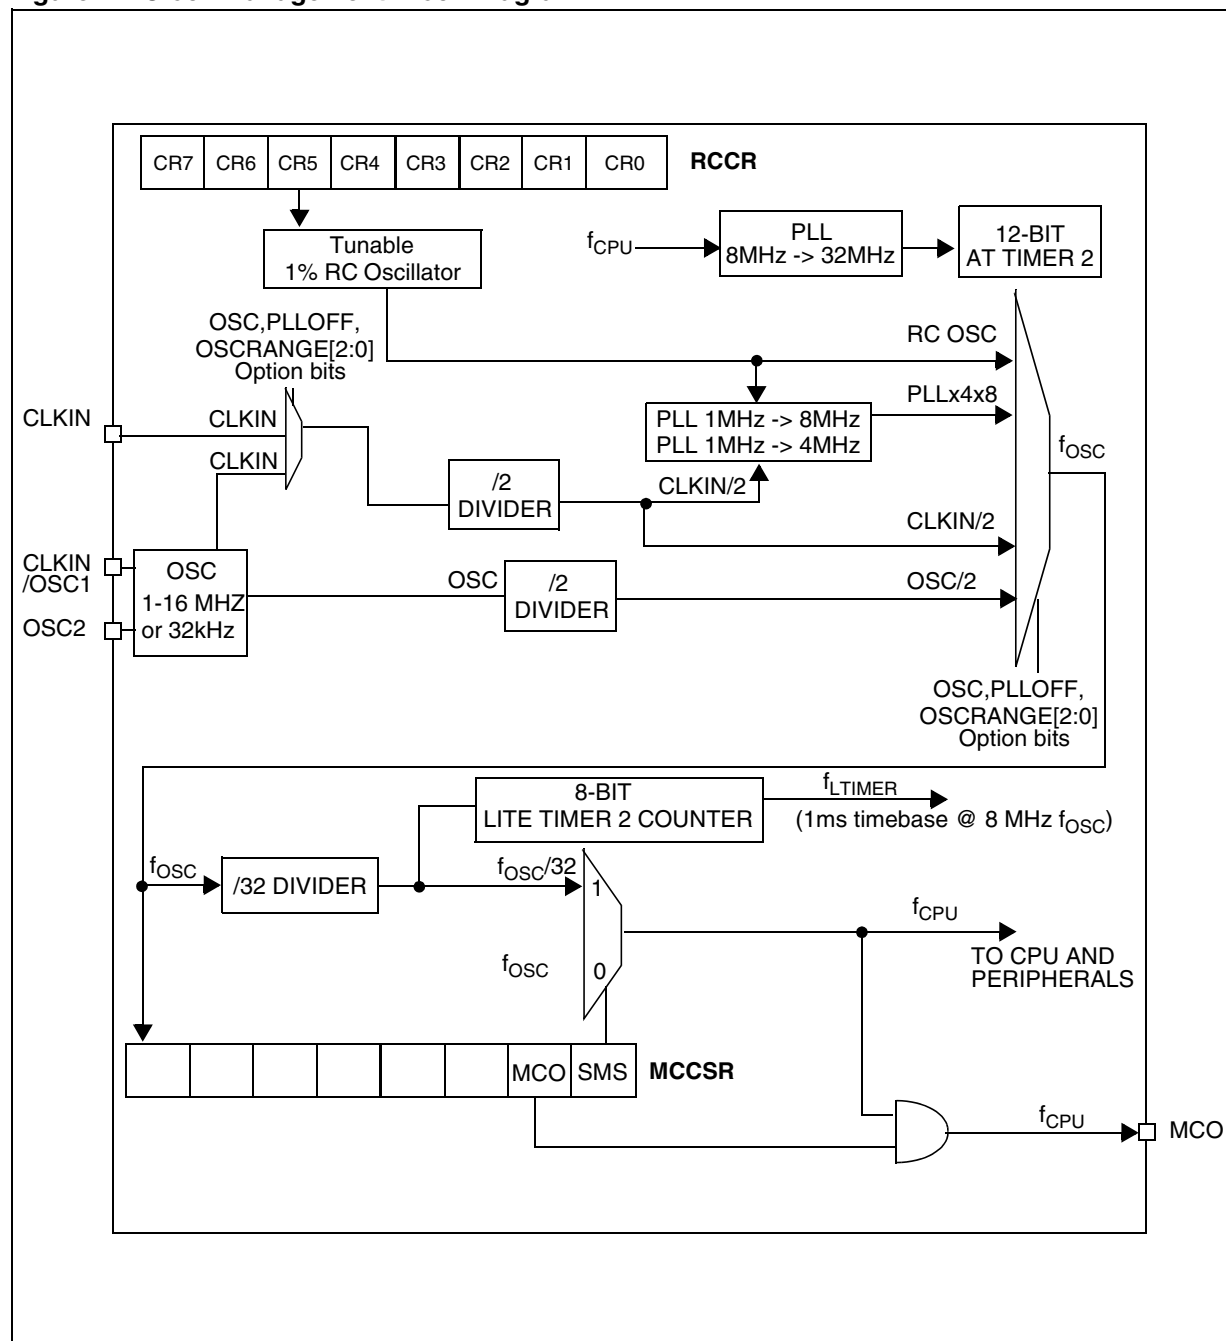 CR7 CR6 CR5 CR4 CR3 CR2 CR1 CR0 RCCR
Tunable
1% RC Oscillator
fCPU
PLL
8MHz -> 32MHz
12-BIT
AT TIMER 2
OSC,PLLOFF,
OSCRANGE[2:0]
Option bits
RC OSC
CLKIN
CLKIN
CLKIN
PLL 1MHz -> 8MHz
PLL 1MHz -> 4MHz
PLLx4x8
fOSC
/2
DIVIDER
CLKIN/2
CLKIN/2
CLKIN
/OSC1
OSC2
OSC
1-16 MHZ
or 32kHz
OSC
/2
DIVIDER
OSC/2
OSC,PLLOFF,
OSCRANGE[2:0]
Option bits
8-BIT
LITE TIMER 2 COUNTER
fLTIMER
(1ms timebase @ 8 MHz fOSC)
fOSC
/32 DIVIDER
fOSC/32
1
fOSC
0
fCPU
TO CPU AND
PERIPHERALS
MCO SMS MCCSR
fCPU
MCO